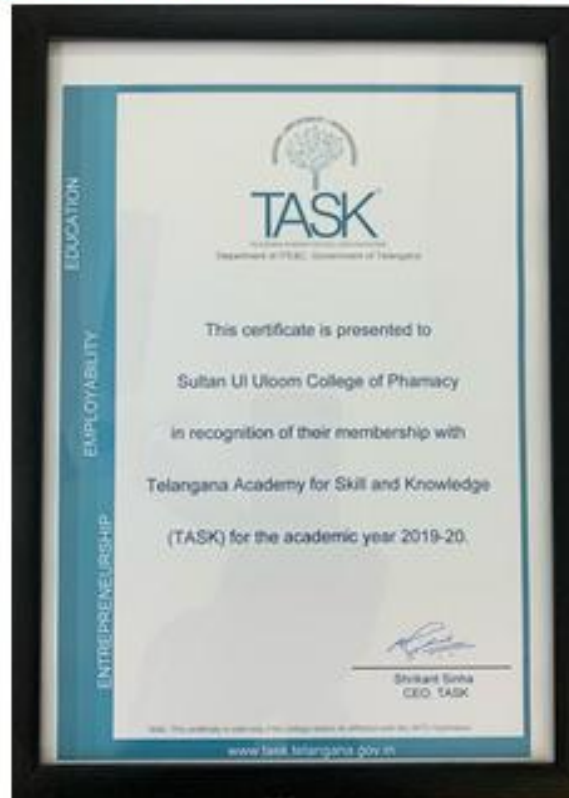 TASK
Department of ITE&C, Government of Telangana
This certificate is presented to
Sultan Ul Uloom College of Phamacy
in recognition of their membership with
Telangana Academy for Skill and Knowledge
(TASK) for the academic year 2019-20.
Shrikant Sinha
CEO, TASK
www.task.telangana.gov.in
EDUCATION
EMPLOYABILITY
ENTREPRENEURSHIP